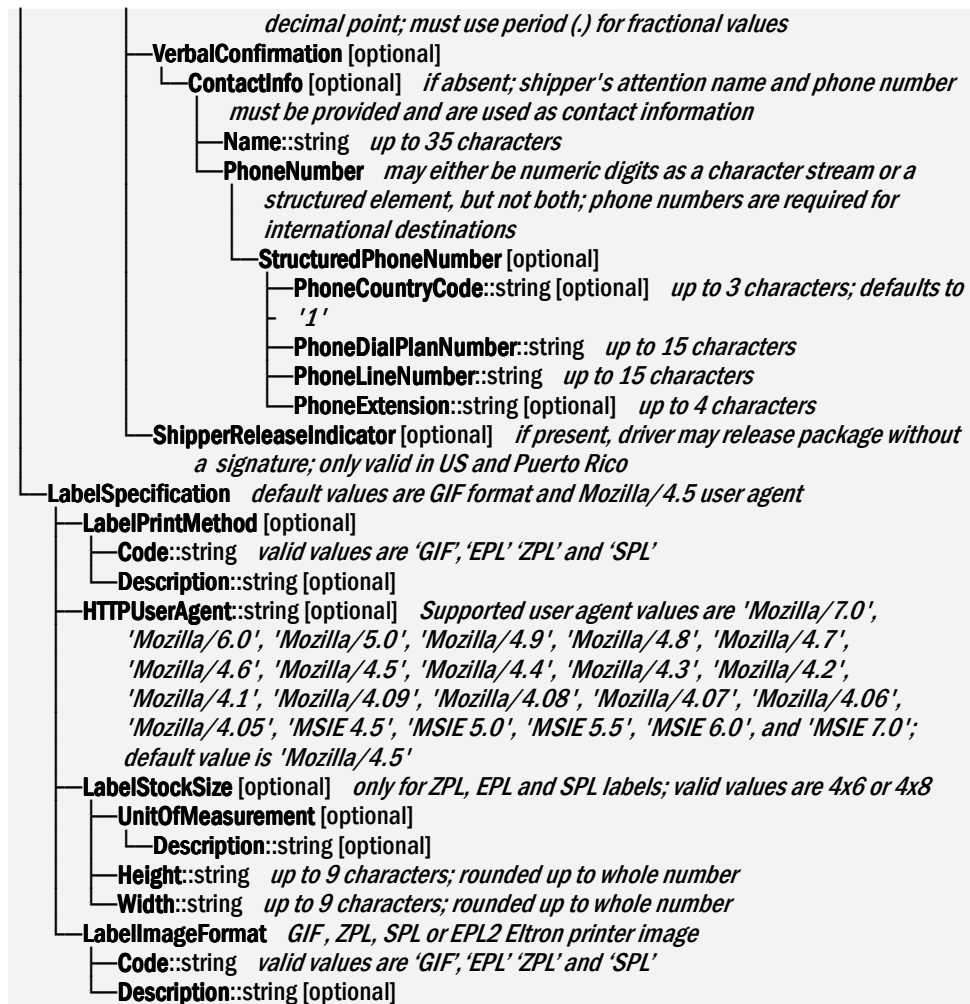 decimal point; must use period (.) for fractional values
VerbalConfirmation [optional]
ContactInfo [optional] if absent; shipper's attention name and phone number
must be provided and are used as contact information
Name::string up to 35 characters
PhoneNumber may either be numeric digits as a character stream or a
structured element, but not both; phone numbers are required for
international destinations
StructuredPhoneNumber [optional]
PhoneCountryCode::string [optional] up to 3 characters; defaults to
'1'
PhoneDialPlanNumber::string up to 15 characters
PhoneLineNumber::string up to 15 characters
PhoneExtension::string [optional] up to 4 characters
ShipperReleaseIndicator [optional] if present, driver may release package without
a signature; only valid in US and Puerto Rico
LabelSpecification default values are GIF format and Mozilla/4.5 user agent
LabelPrintMethod [optional]
Code::string valid values are ‘GIF’,‘EPL’ ‘ZPL’ and ‘SPL’
Description::string [optional]
HTTPUserAgent::string [optional] Supported user agent values are 'Mozilla/7.0',
'Mozilla/6.0', 'Mozilla/5.0', 'Mozilla/4.9', 'Mozilla/4.8', 'Mozilla/4.7',
'Mozilla/4.6', 'Mozilla/4.5', 'Mozilla/4.4', 'Mozilla/4.3', 'Mozilla/4.2',
'Mozilla/4.1', 'Mozilla/4.09', 'Mozilla/4.08', 'Mozilla/4.07', 'Mozilla/4.06',
'Mozilla/4.05', 'MSIE 4.5', 'MSIE 5.0', 'MSIE 5.5', 'MSIE 6.0', and 'MSIE 7.0';
default value is 'Mozilla/4.5'
LabelStockSize [optional] only for ZPL, EPL and SPL labels; valid values are 4x6 or 4x8
UnitOfMeasurement [optional]
Description::string [optional]
Height::string up to 9 characters; rounded up to whole number
Width::string up to 9 characters; rounded up to whole number
LabelImageFormat GIF , ZPL, SPL or EPL2 Eltron printer image
Code::string valid values are ‘GIF’,‘EPL’ ‘ZPL’ and ‘SPL’
Description::string [optional]